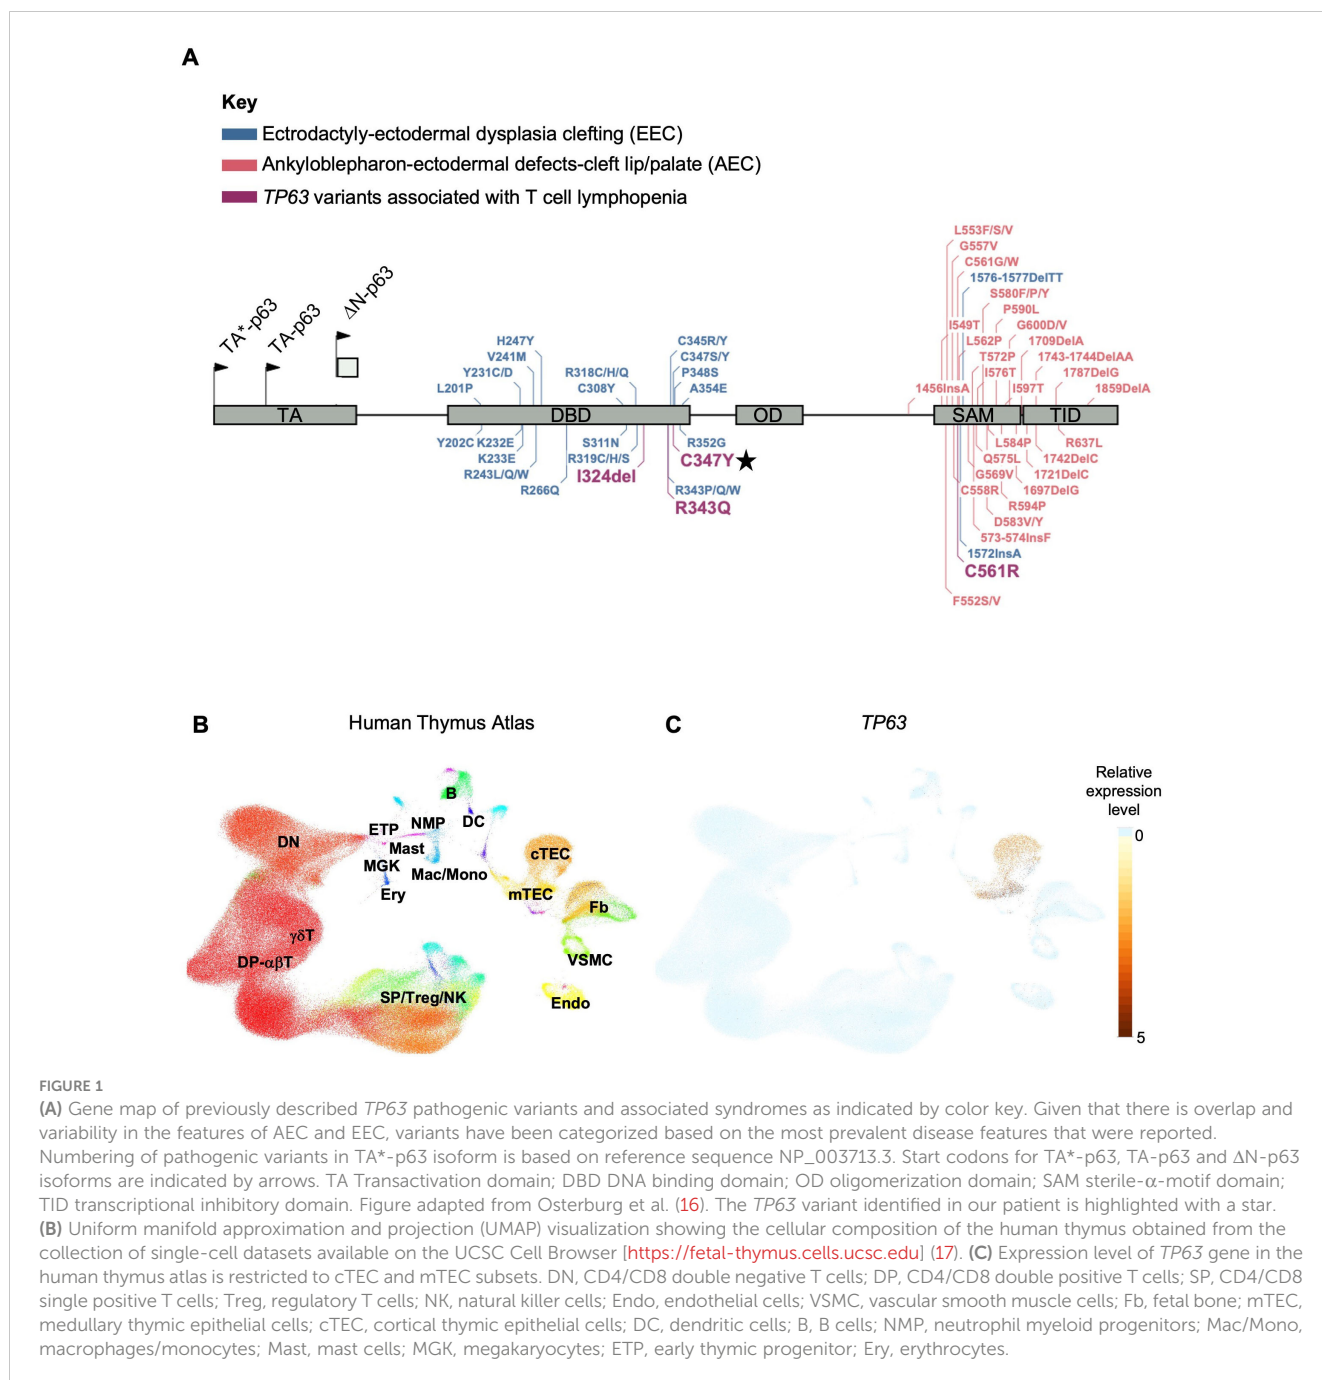 A
Key
Ectrodactyly-ectodermal dysplasia clefting (EEC)
Ankyloblepharon-ectodermal defects-cleft lip/palate (AEC)
TP63 variants associated with T cell lymphopenia
TA*-p63
TA-p63
ΔN-p63
L553F/S/V
G557V
C561G/W
1576-1577DelTT
S580F/P/Y
P590L
I549T
G600D/V
H247Y
C345R/Y
L562P
1709DelA
V241M
C347S/Y
T572P
1743-1744DelAA
Y231C/D
R318C/H/Q
P348S
I576T
1787DelG
L201P
C308Y
A354E
1456InsA
I597T
1859DelA
TA
DBD
OD
SAM
TID
Y202C
K232E
S311N
R352G
L584P
R637L
K233E
R319C/H/S
C347Y
Q575L
1742DelC
R243L/Q/W
I324del
G569V
1721delC
R266Q
R343P/Q/W
C558R
1697DelG
R343Q
R594P
D583V/Y
573-574InsF
1572InsA
C561R
F552S/V
B
Human Thymus Atlas
C
TP63
Relative
expression
level
0
5
B
DC
ETP
NMP
DN
Mast
MGK
Mac/Mono
Ery
cTEC
mTEC
Fb
γδT
DP-αβT
VSMC
SP/Treg/NK
Endo
FIGURE 1
(A) Gene map of previously described TP63 pathogenic variants and associated syndromes as indicated by color key. Given that there is overlap and
variability in the features of AEC and EEC, variants have been categorized based on the most prevalent disease features that were reported.
Numbering of pathogenic variants in TA*-p63 isoform is based on reference sequence NP_003713.3. Start codons for TA*-p63, TA-p63 and ΔN-p63
isoforms are indicated by arrows. TA Transactivation domain; DBD DNA binding domain; OD oligomerization domain; SAM sterile-α-motif domain;
TID transcriptional inhibitory domain. Figure adapted from Osterburg et al. (16). The TP63 variant identified in our patient is highlighted with a star.
(B) Uniform manifold approximation and projection (UMAP) visualization showing the cellular composition of the human thymus obtained from the
collection of single-cell datasets available on the UCSC Cell Browser [https://fetal-thymus.cells.ucsc.edu] (17). (C) Expression level of TP63 gene in the
human thymus atlas is restricted to cTEC and mTEC subsets. DN, CD4/CD8 double negative T cells; DP, CD4/CD8 double positive T cells; SP, CD4/CD8
single positive T cells; Treg, regulatory T cells; NK, natural killer cells; Endo, endothelial cells; VSMC, vascular smooth muscle cells; Fb, fetal bone; mTEC,
medullary thymic epithelial cells; cTEC, cortical thymic epithelial cells; DC, dendritic cells; B, B cells; NMP, neutrophil myeloid progenitors; Mac/Mono,
macrophages/monocytes; Mast, mast cells; MGK, megakaryocytes; ETP, early thymic progenitor; Ery, erythrocytes.